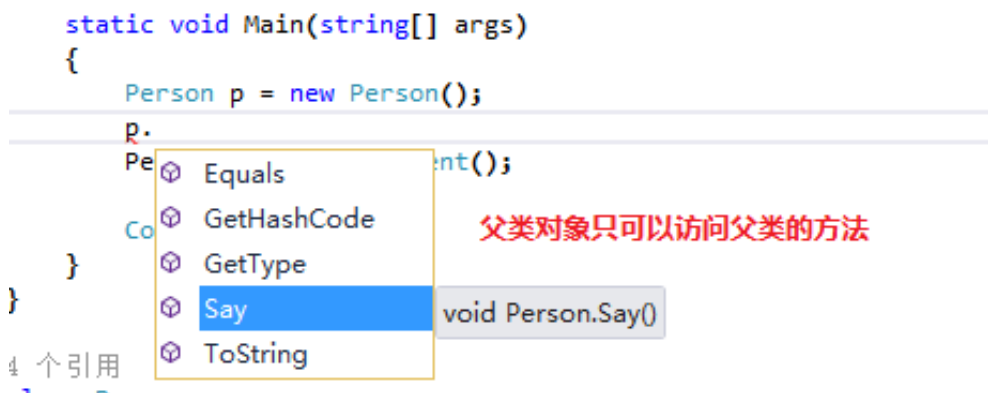 static void Main(string[] args)
{
Person p = new Person();
p.
Pe
nt();
Equals
GetHashCode
Co
父类对象只可以访问父类的方法
}
GetType
}
Say
void Person.Say()
4 个引用
ToString